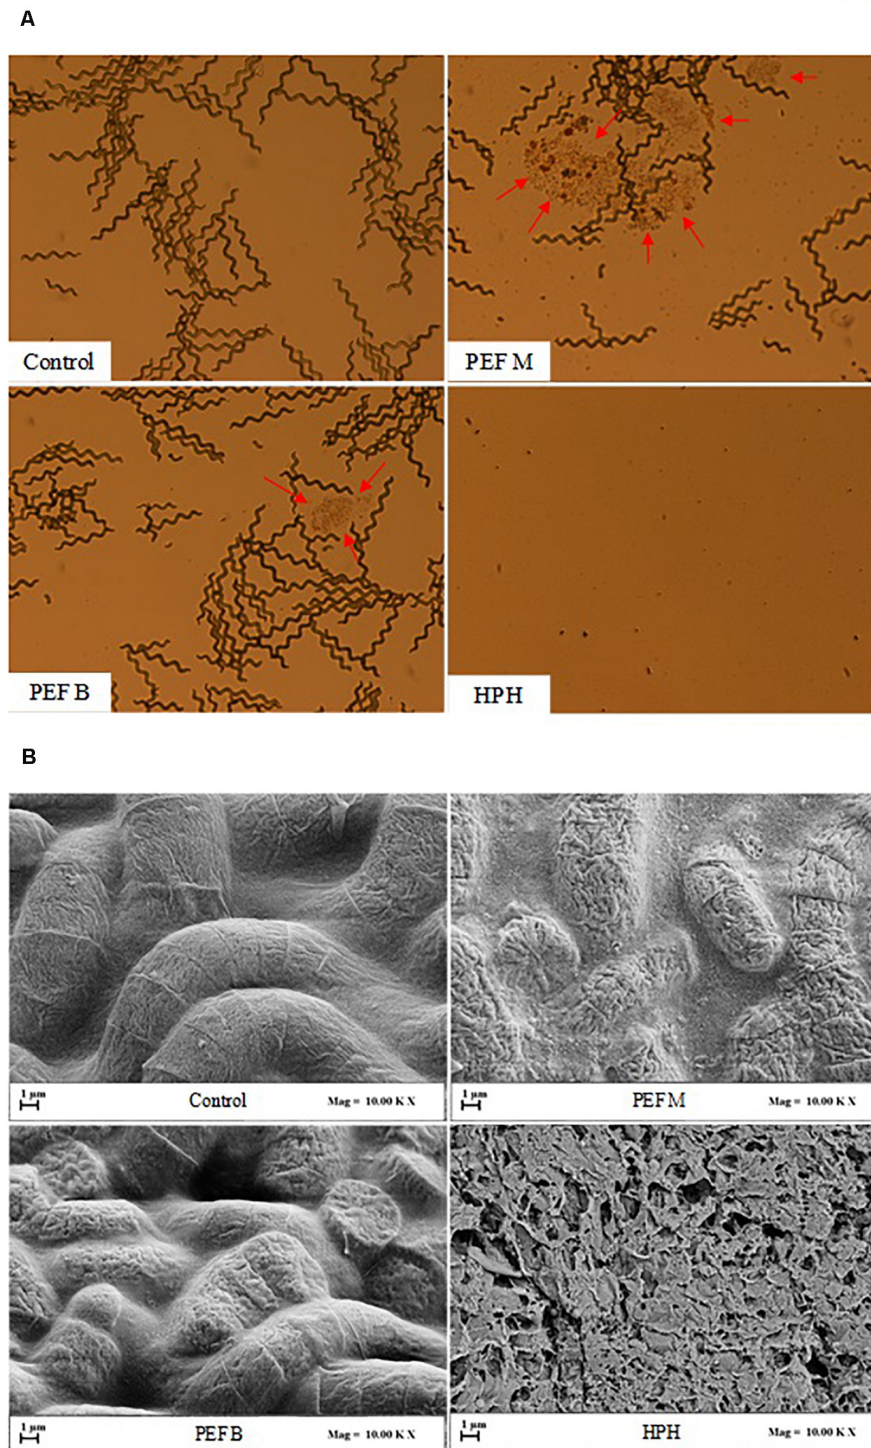 A
Control
PEF M
PEF B
HPH
B
1 µm Control Mag = 10.00 K X
1 µm PEF M Mag = 10.00 K X
1 µm PEF B Mag = 10.00 K X
1 µm HPH Mag = 10.00 K X